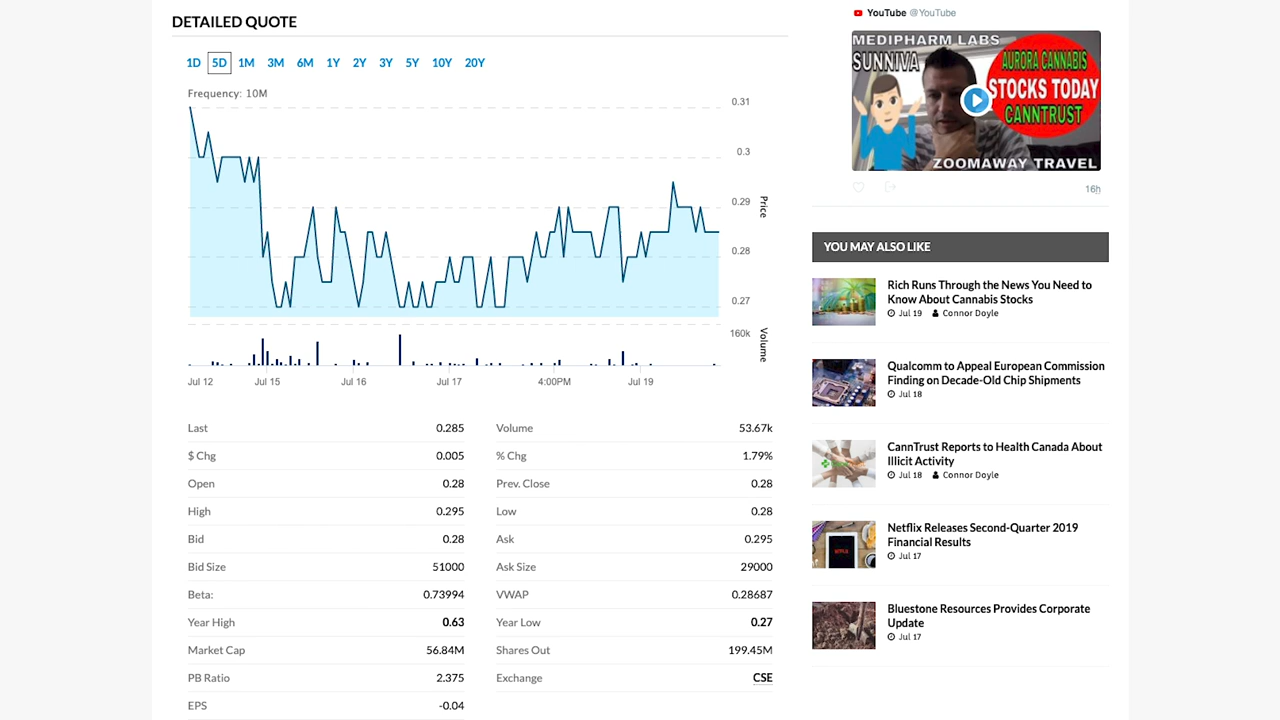 DETAILED QUOTE
1D 5D 1M 3M 6M 1Y 2Y 3Y 5Y 10Y 20Y
Frequency: 10M
0.31
0.3
0.29
0.28
0.27
Price
160k
Volume
Jul 12 Jul 15 Jul 16 Jul 17 4:00PM Jul 19
Last 0.285 Volume 53.67k
$ Chg 0.005 % Chg 1.79%
Open 0.28 Prev. Close 0.28
High 0.295 Low 0.28
Bid 0.28 Ask 0.295
Bid Size 51000 Ask Size 29000
Beta: 0.73994 VWAP 0.28687
Year High 0.63 Year Low 0.27
Market Cap 56.84M Shares Out 199.45M
PB Ratio 2.375 Exchange CSE
EPS -0.04
YouTube @YouTube
MEDIPHARM LABS
SUNNIVA
AURORA CANNABIS
STOCKS TODAY
CANNTRUST
ZOOMAWAY TRAVEL
16h
YOU MAY ALSO LIKE
Rich Runs Through the News You Need to
Know About Cannabis Stocks
Jul 19 Connor Doyle
Qualcomm to Appeal European Commission
Finding on Decade-Old Chip Shipments
Jul 18
CannTrust Reports to Health Canada About
Illicit Activity
Jul 18 Connor Doyle
Netflix Releases Second-Quarter 2019
Financial Results
Jul 17
NETFLIX
Bluestone Resources Provides Corporate
Update
Jul 17